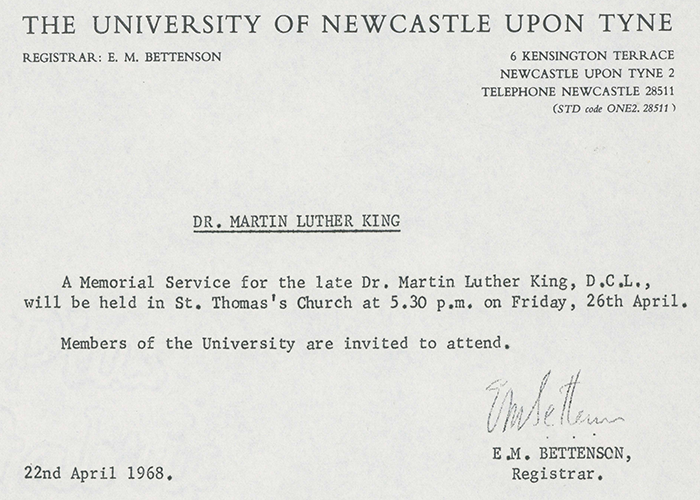 THE UNIVERSITY OF NEWCASTLE UPON TYNE
REGISTRAR: E. M. BETTENSON
6 KENSINGTON TERRACE
NEWCASTLE UPON TYNE 2
TELEPHONE NEWCASTLE 28511
(STD code ONE2. 28511)
DR. MARTIN LUTHER KING
A Memorial Service for the late Dr. Martin Luther King, D.C.L.,
will be held in St. Thomas's Church at 5.30 p.m. on Friday, 26th April.
Members of the University are invited to attend.
E M Bettenson
E.M. BETTENSON,
Registrar.
22nd April 1968.